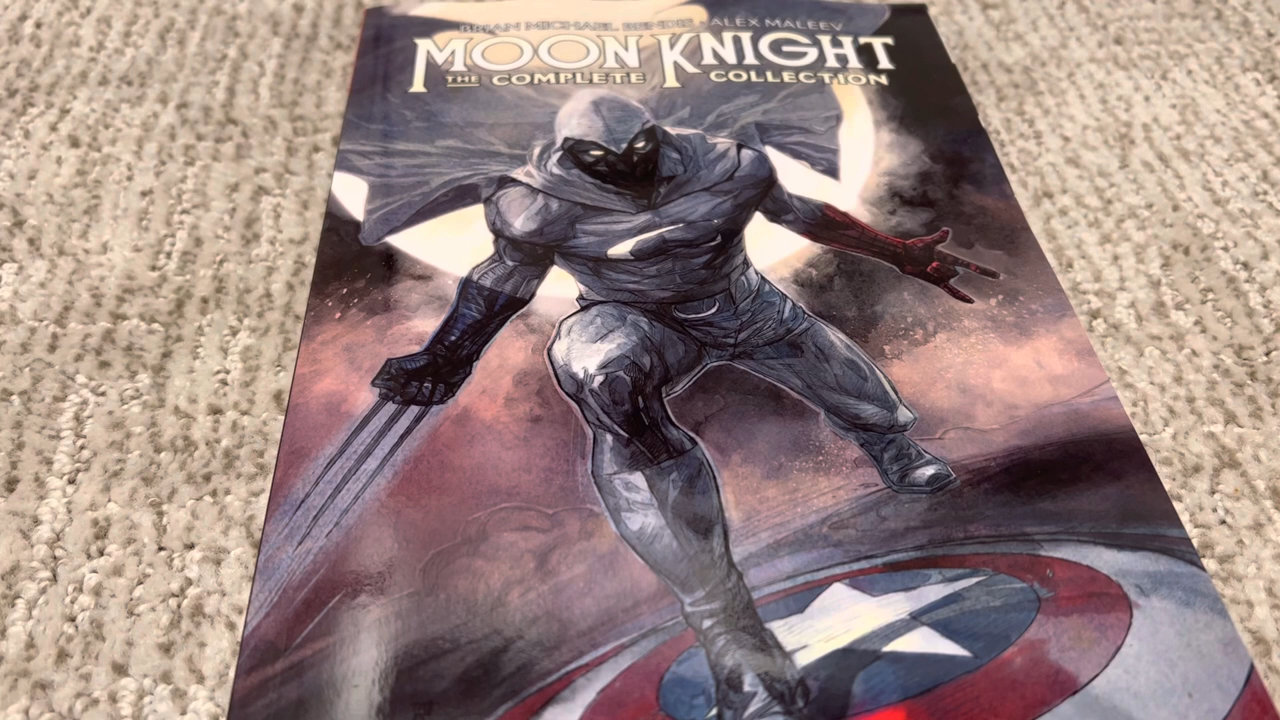 BRIAN MICHAEL BENDIS • ALEX MALEEV
MOON KNIGHT
THE COMPLETE COLLECTION